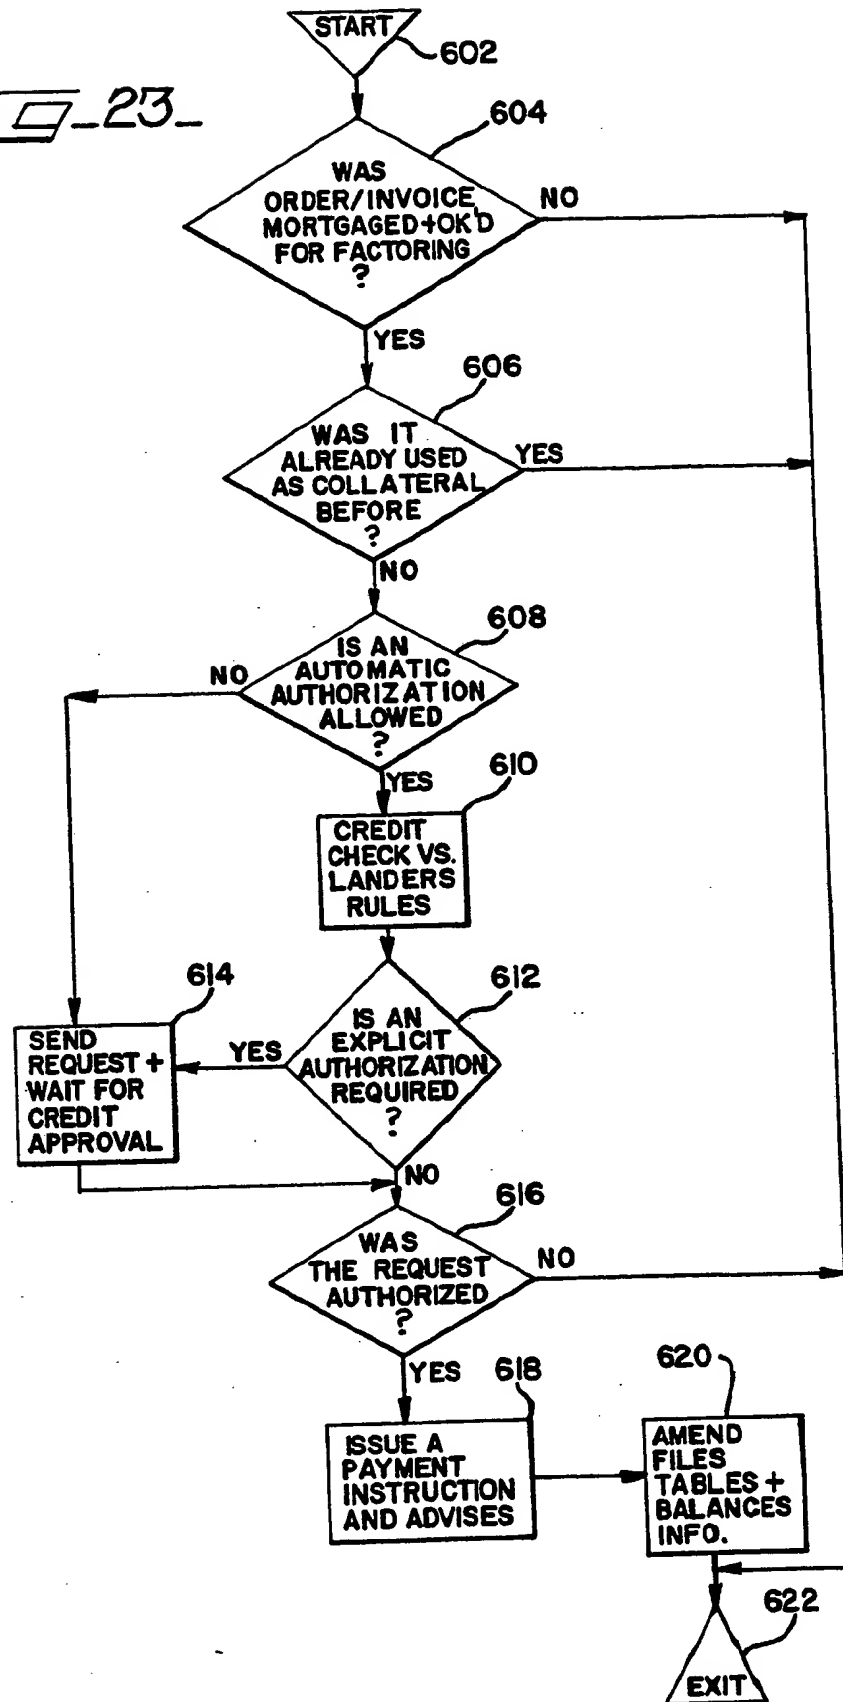 START
602
g-23-
604
WAS
ORDER/INVOICE,
MORTGAGED+OK'D
FOR FACTORING
?
NO
YES
606
WAS IT
ALREADY USED
AS COLLATERAL
BEFORE
?
YES
NO
608
IS AN
AUTOMATIC
AUTHORIZATION
ALLOWED
?
NO
YES
610
CREDIT
CHECK VS.
LANDERS
RULES
614
SEND
REQUEST +
WAIT FOR
CREDIT
APPROVAL
612
IS AN
EXPLICIT
AUTHORIZATION
REQUIRED
?
YES
NO
616
WAS
THE REQUEST
AUTHORIZED
?
NO
YES
618
ISSUE A
PAYMENT
INSTRUCTION
AND ADVISES
620
AMEND
FILES
TABLES +
BALANCES
INFO.
622
EXIT